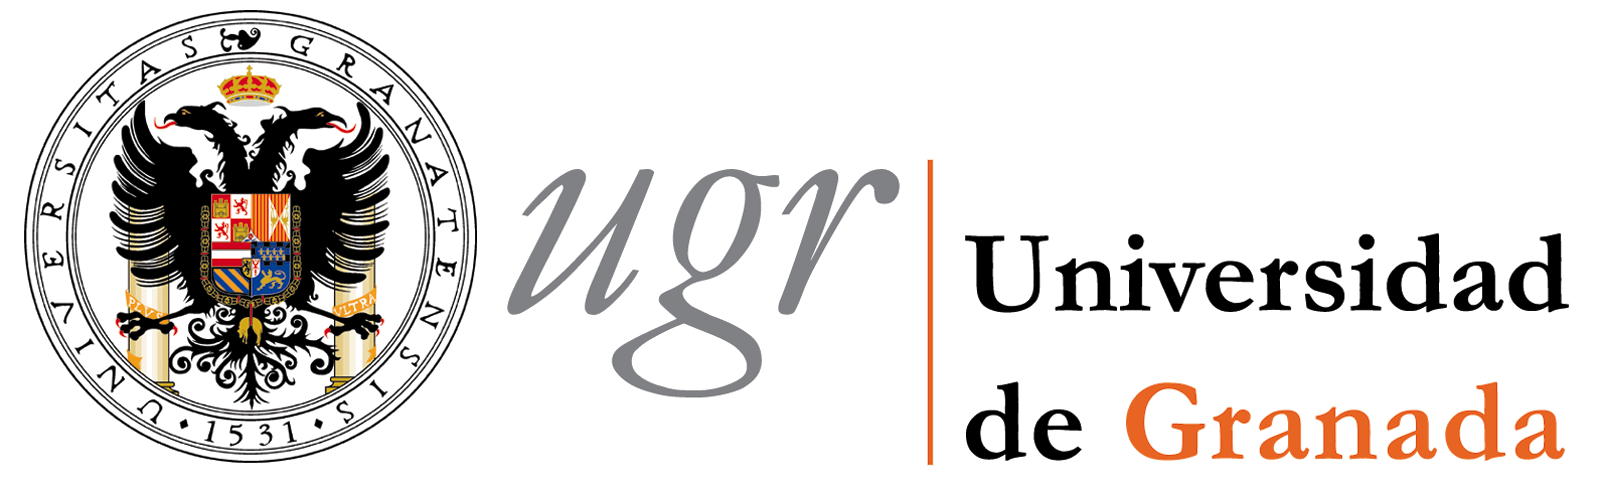 UNIVERSITAS GRANATENSIS
1531
PLVS
VLTRA
ugr
Universidad
de Granada